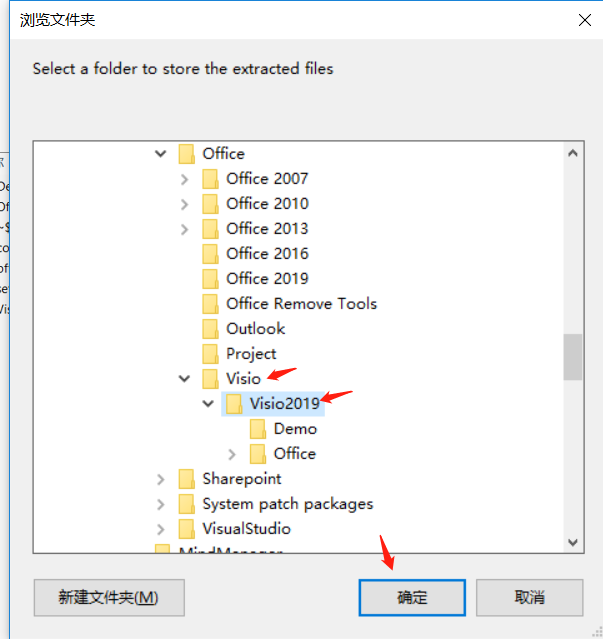 浏览文件夹
Select a folder to store the extracted files
Office
Office 2007
Office 2010
Office 2013
Office 2016
Office 2019
Office Remove Tools
Outlook
Project
Visio
Visio2019
Demo
Office
Sharepoint
System patch packages
VisualStudio
MindManager
新建文件夹(M)
确定
取消